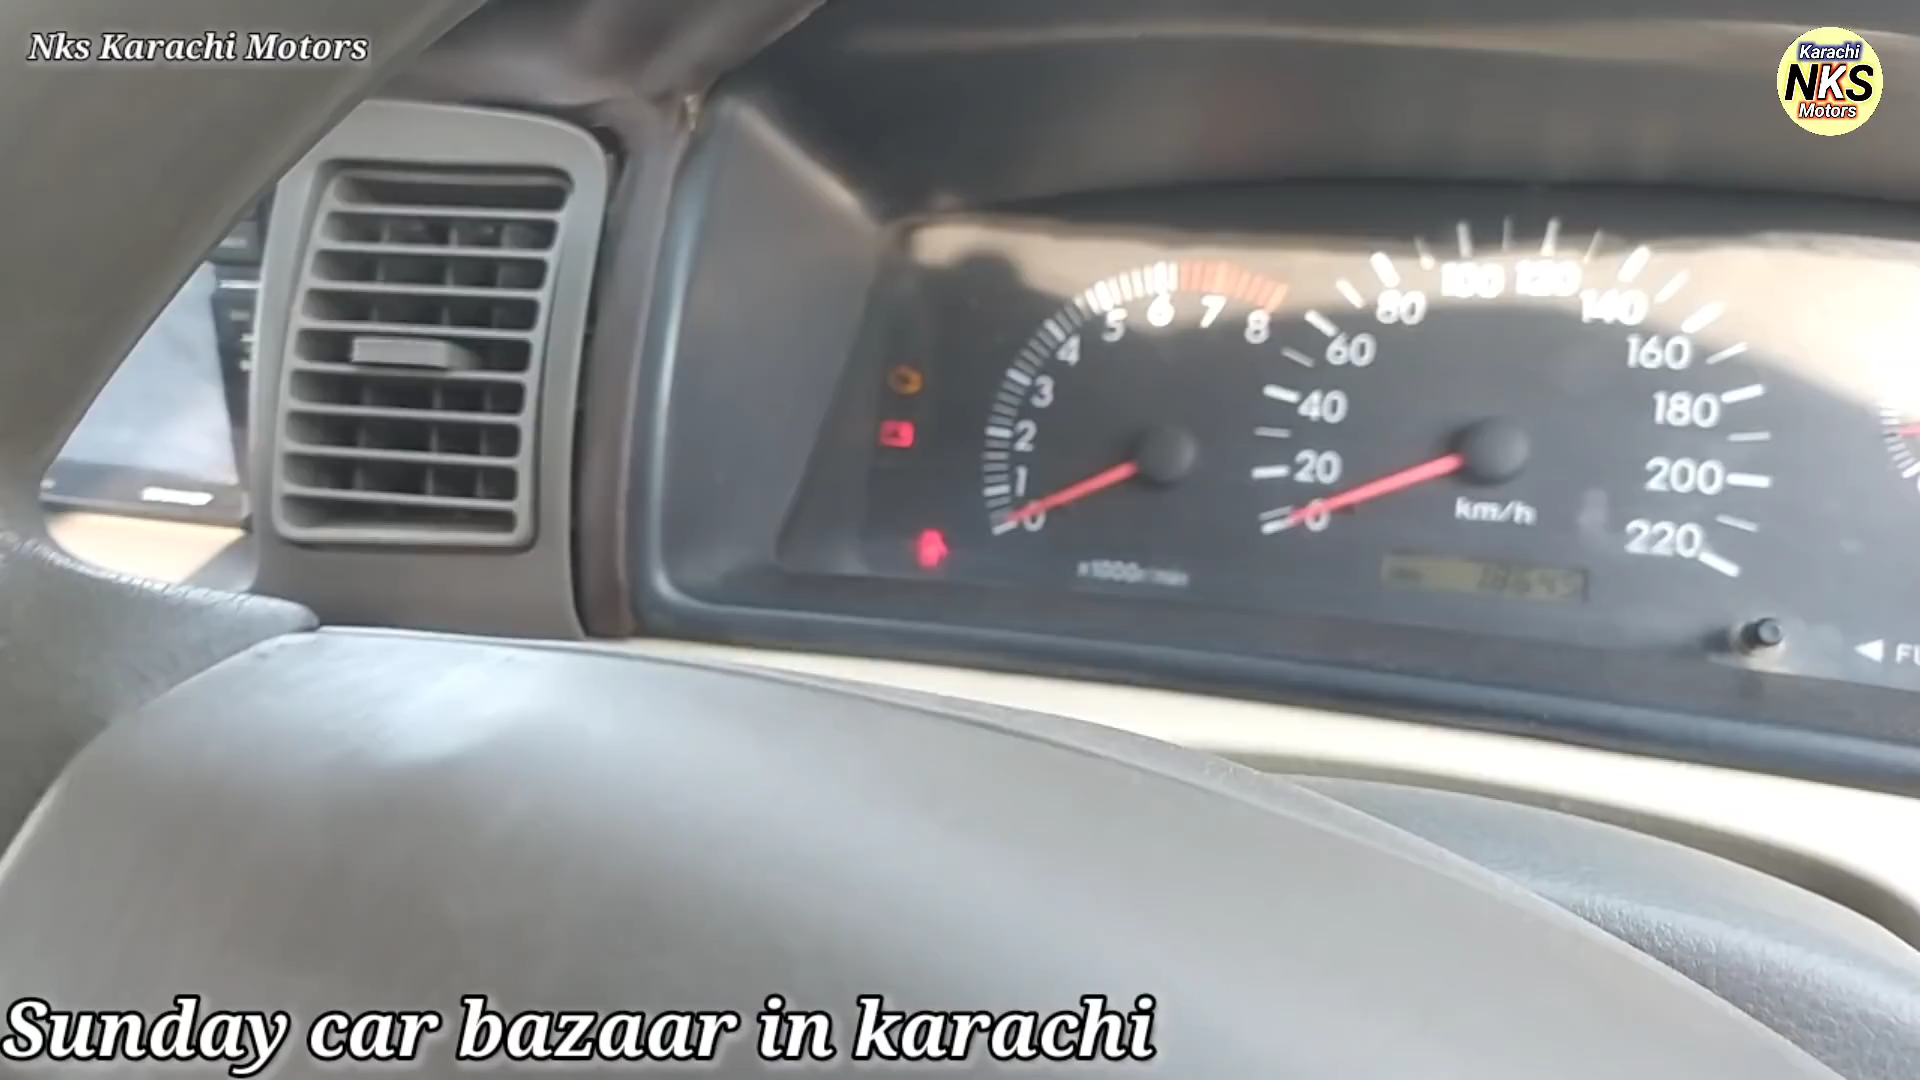 Nks Karachi Motors
Karachi
NKS
Motors
0 1 2 3 4 5 6 7 8
x1000r/min
0 20 40 60 80 100 120 140 160 180 200 220
km/h
Sunday car bazaar in karachi